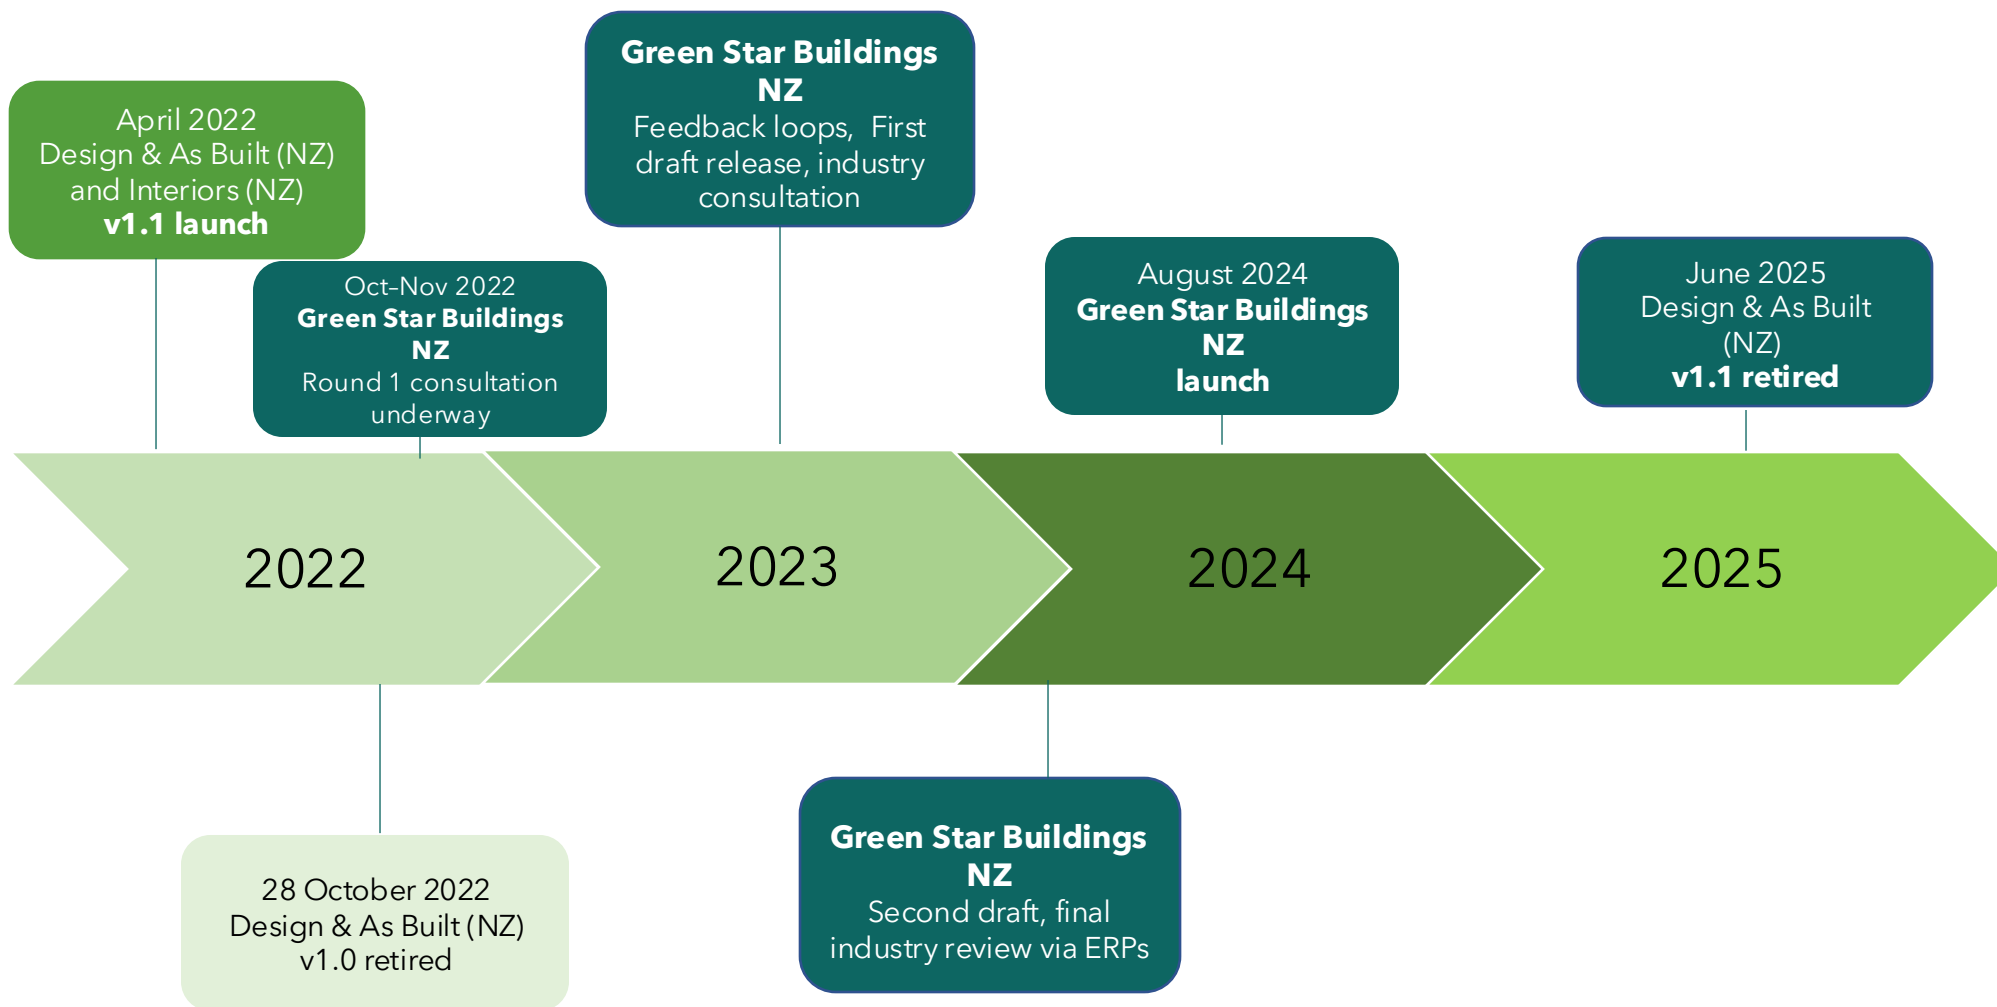 Green Star Buildings
NZ
Feedback loops,  First
draft release, industry
consultation
April 2022
Design & As Built (NZ)
and Interiors (NZ)
v1.1 launch
Oct–Nov 2022
Green Star Buildings
NZ
Round 1 consultation
underway
August 2024
Green Star Buildings
NZ
launch
June 2025
Design & As Built
(NZ)
v1.1 retired
2022
2023
2024
2025
28 October 2022
Design & As Built (NZ)
v1.0 retired
Green Star Buildings
NZ
Second draft, final
industry review via ERPs